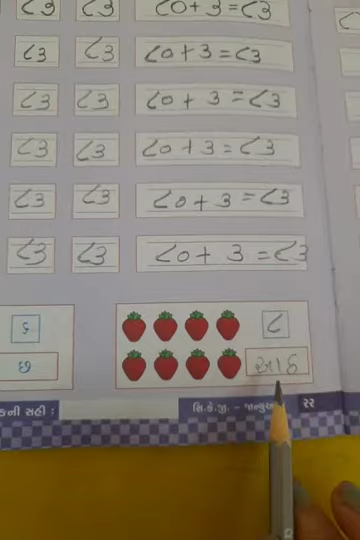 ૮૩ ૮૩ ૮૦ + ૩ = ૮૩
૮૩ ૮૩ ૮૦ + ૩ = ૮૩
૮૩ ૮૩ ૮૦ + ૩ = ૮૩
૮૩ ૮૩ ૮૦ + ૩ = ૮૩
૮૩ ૮૩ ૮૦ + ૩ = ૮૩
૮૩ ૮૩ ૮૦ + ૩ = ૮૩
૬ ૮
છ આઠ
સહી : સિ.કે.જી. – ૨૨